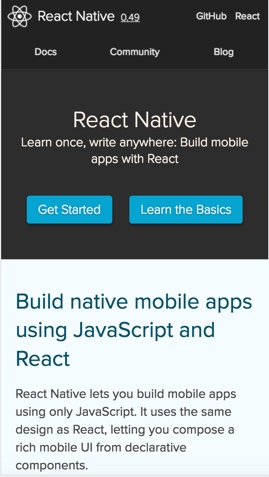 React Native 0.49 GitHub React
Docs Community Blog
React Native
Learn once, write anywhere: Build mobile
apps with React
Get Started Learn the Basics
Build native mobile apps
using JavaScript and
React
React Native lets you build mobile apps
using only JavaScript. It uses the same
design as React, letting you compose a
rich mobile UI from declarative
components.